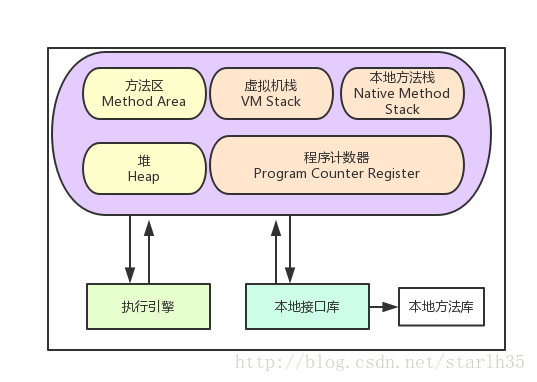 方法区
Method Area
虚拟机栈
VM Stack
本地方法栈
Native Method
Stack
堆
Heap
程序计数器
Program Counter Register
执行引擎
本地接口库
本地方法库
http://blog.csdn.net/starlh35